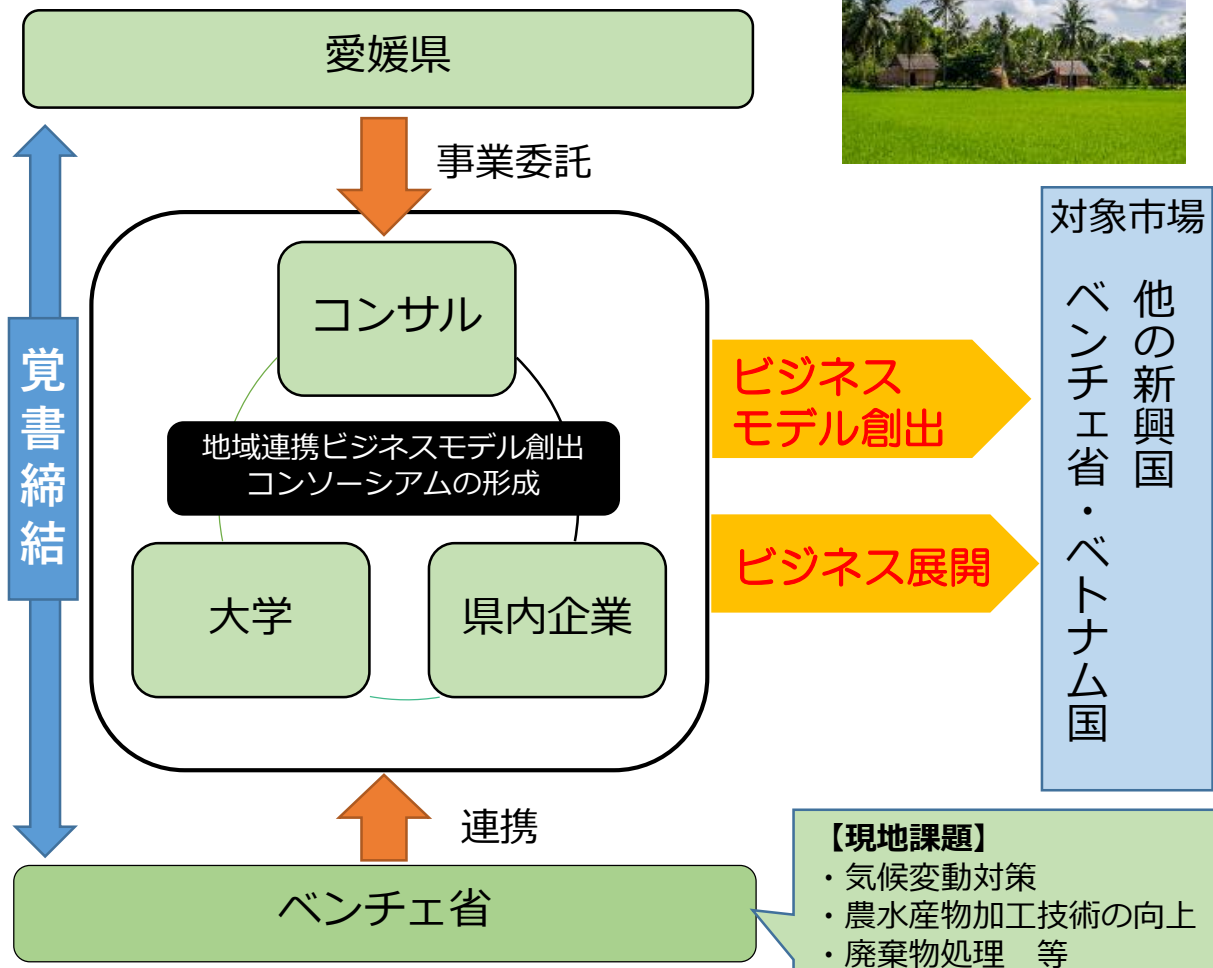 愛媛県
事業委託
覚書締結
コンサル
地域連携ビジネスモデル創出
コンソーシアムの形成
大学
県内企業
ビジネス
モデル創出
ビジネス展開
対象市場
他の新興国
ベンチェ省・ベトナム国
連携
ベンチェ省
【現地課題】
・気候変動対策
・農水産物加工技術の向上
・廃棄物処理　等